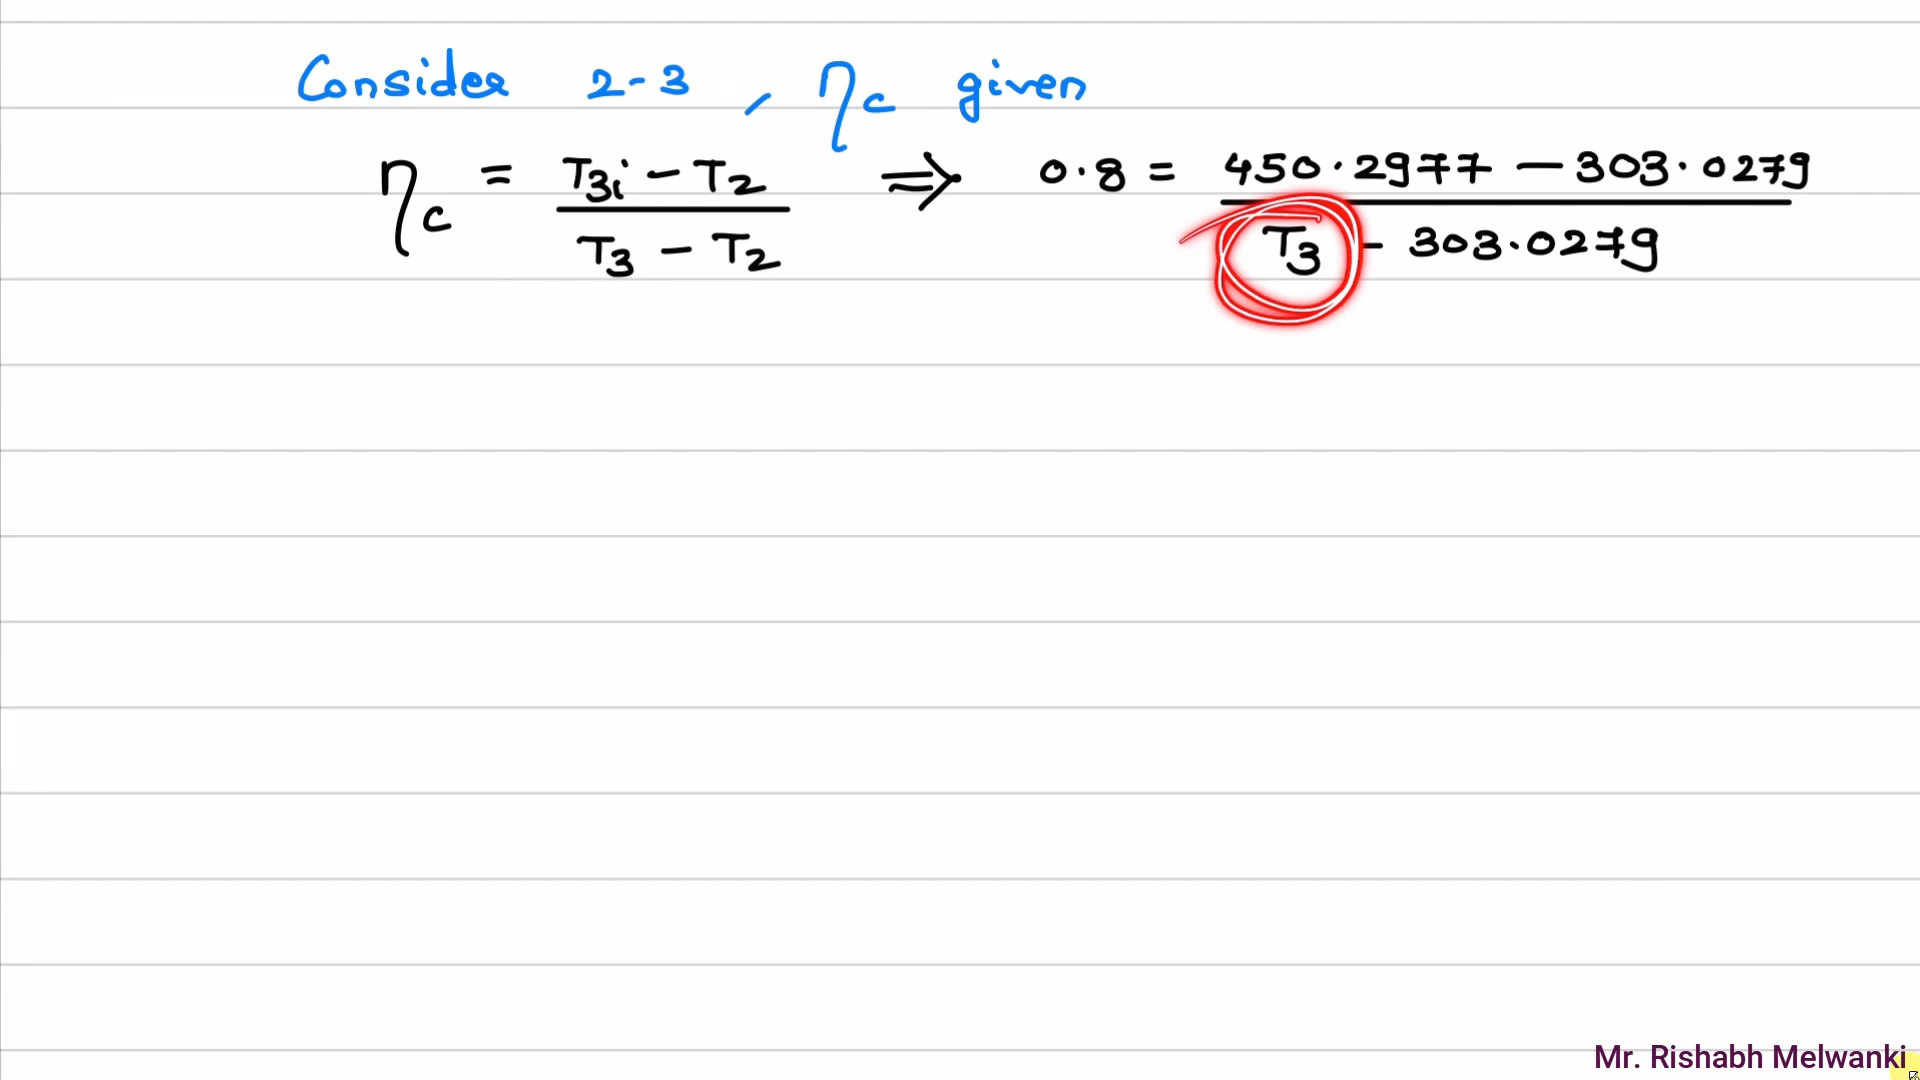 Consider 2-3, ηc given
ηc = T3i - T2 / T3 - T2 ⇒ 0.8 = 450.2977 - 303.0279 / T3 - 303.0279
Mr. Rishabh Melwanki